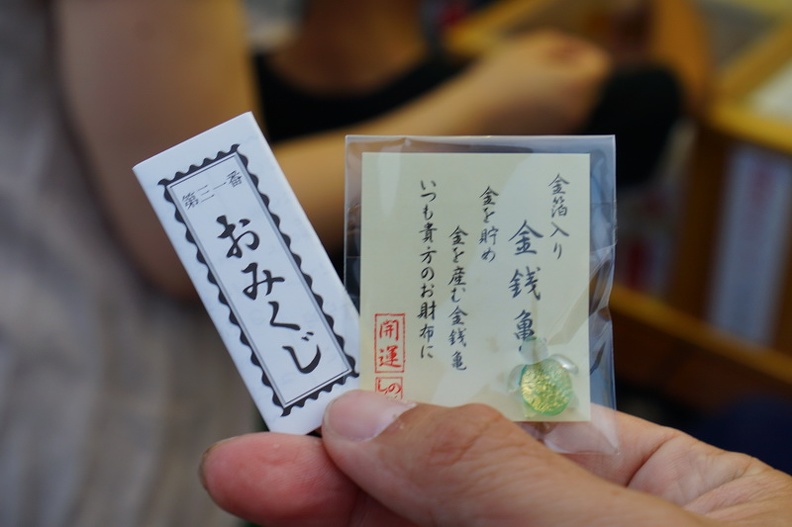 第三一番
おみくじ
金箔入り
金銭亀
金を貯め
金を産む金銭亀
いつも貴方のお財布に
開運